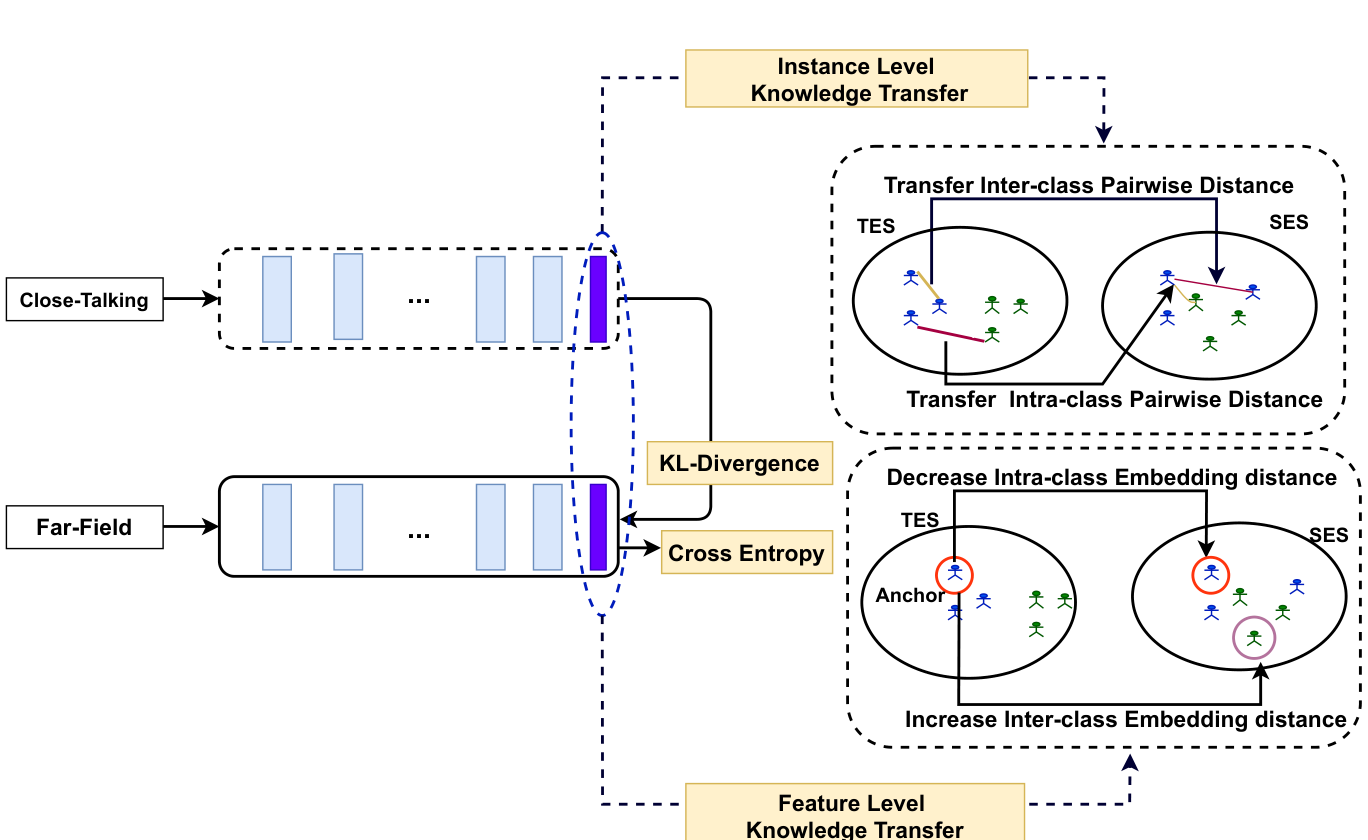 Instance Level
Knowledge Transfer
Transfer Inter-class Pairwise Distance
TES
SES
Close-Talking
...
Transfer Intra-class Pairwise Distance
KL-Divergence
Decrease Intra-class Embedding distance
TES
SES
Far-Field
...
Cross Entropy
Anchor
Increase Inter-class Embedding distance
Feature Level
Knowledge Transfer